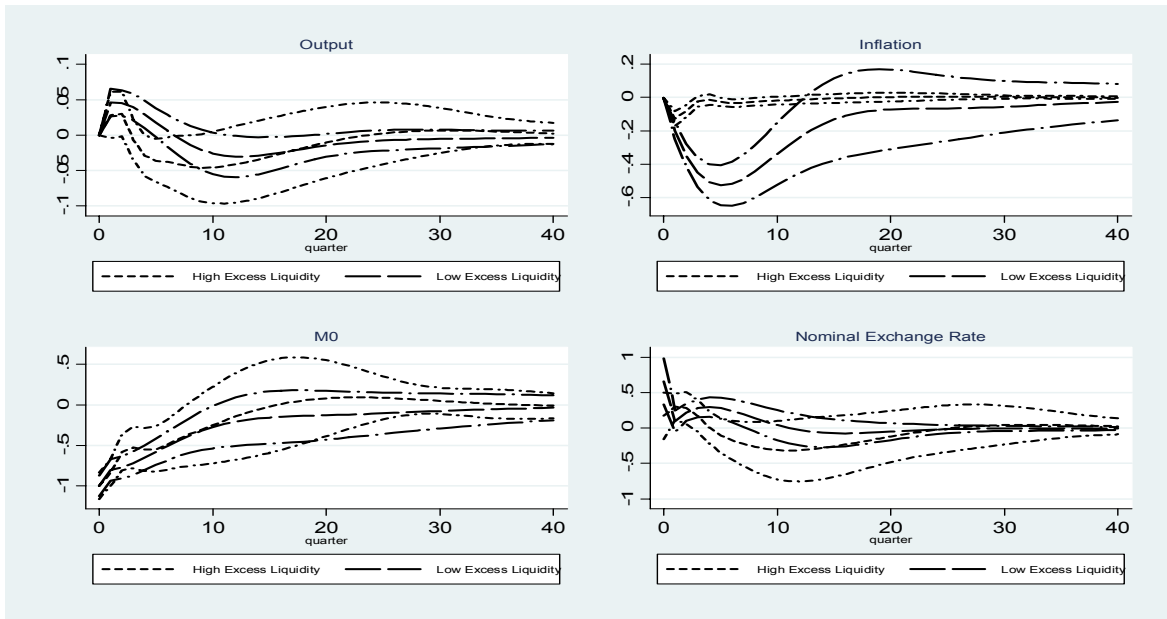 Output
.1
.05
0
-.05
-.1
0 10 20 30 40
quarter
High Excess Liquidity Low Excess Liquidity
Inflation
.2
0
-.2
-.4
-.6
0 10 20 30 40
quarter
High Excess Liquidity Low Excess Liquidity
M0
.5
0
-.5
-1
0 10 20 30 40
quarter
High Excess Liquidity Low Excess Liquidity
Nominal Exchange Rate
1
.5
0
-.5
-1
0 10 20 30 40
quarter
High Excess Liquidity Low Excess Liquidity